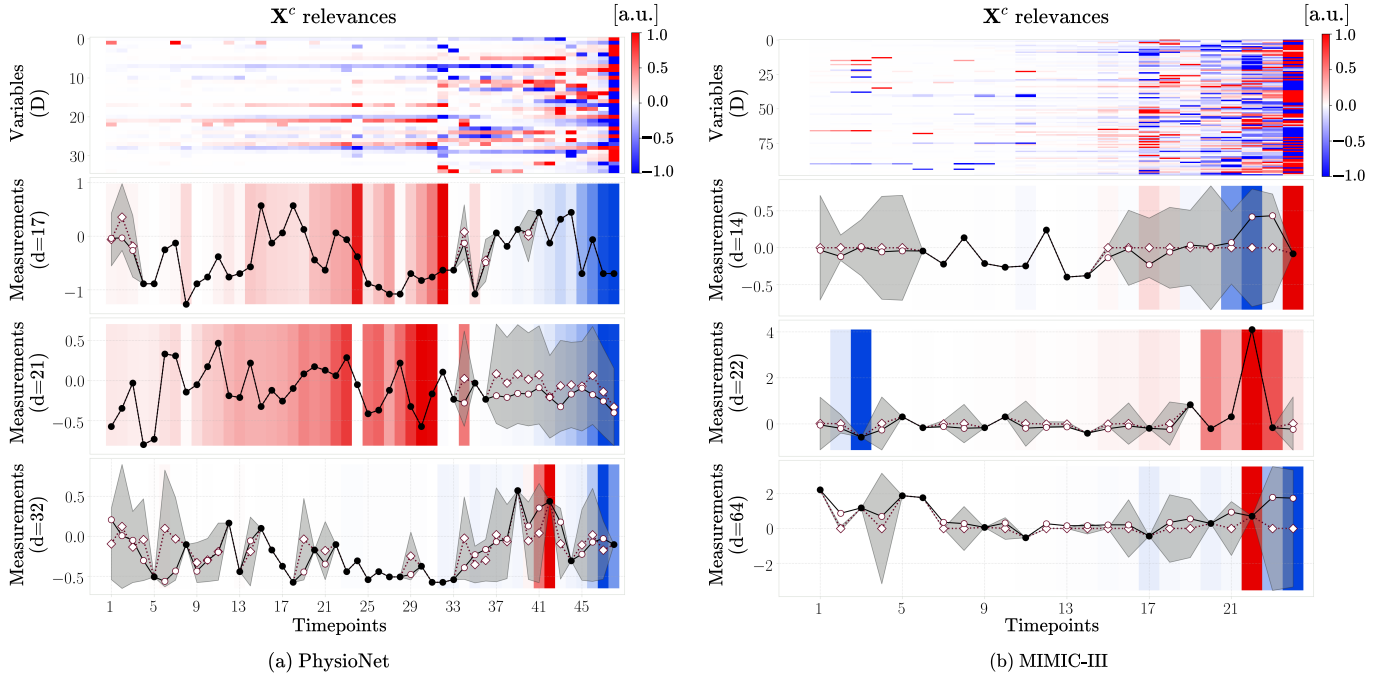 X^c relevances
[a.u.]
Variables
(D)
0
10
20
30
1.0
0.5
0.0
−0.5
−1.0
Measurements
(d=17)
1
0
−1
Measurements
(d=21)
0.5
0.0
−0.5
Measurements
(d=32)
0.5
0.0
−0.5
1 5 9 13 17 21 25 29 33 37 41 45
Timepoints
(a) PhysioNet
X^c relevances
[a.u.]
Variables
(D)
0
25
50
75
1.0
0.5
0.0
−0.5
−1.0
Measurements
(d=14)
0.5
0.0
−0.5
Measurements
(d=22)
4
2
0
Measurements
(d=64)
2
0
−2
1 5 9 13 17 21
Timepoints
(b) MIMIC-III